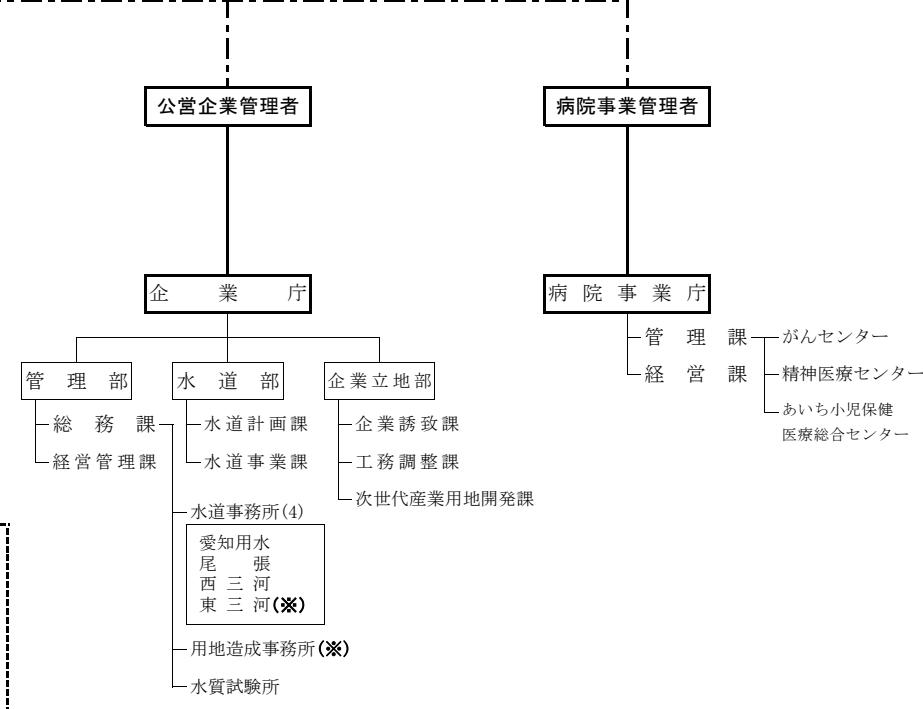 公営企業管理者
病院事業管理者
企業庁
病院事業庁
管理課
がんセンター
経営課
精神医療センター
あいち小児保健
医療総合センター
管理部
水道部
企業立地部
総務課
水道計画課
企業誘致課
経営管理課
水道事業課
工務調整課
次世代産業用地開発課
水道事務所(4)
愛知用水
尾張
西三河
東三河(※)
用地造成事務所(※)
水質試験所